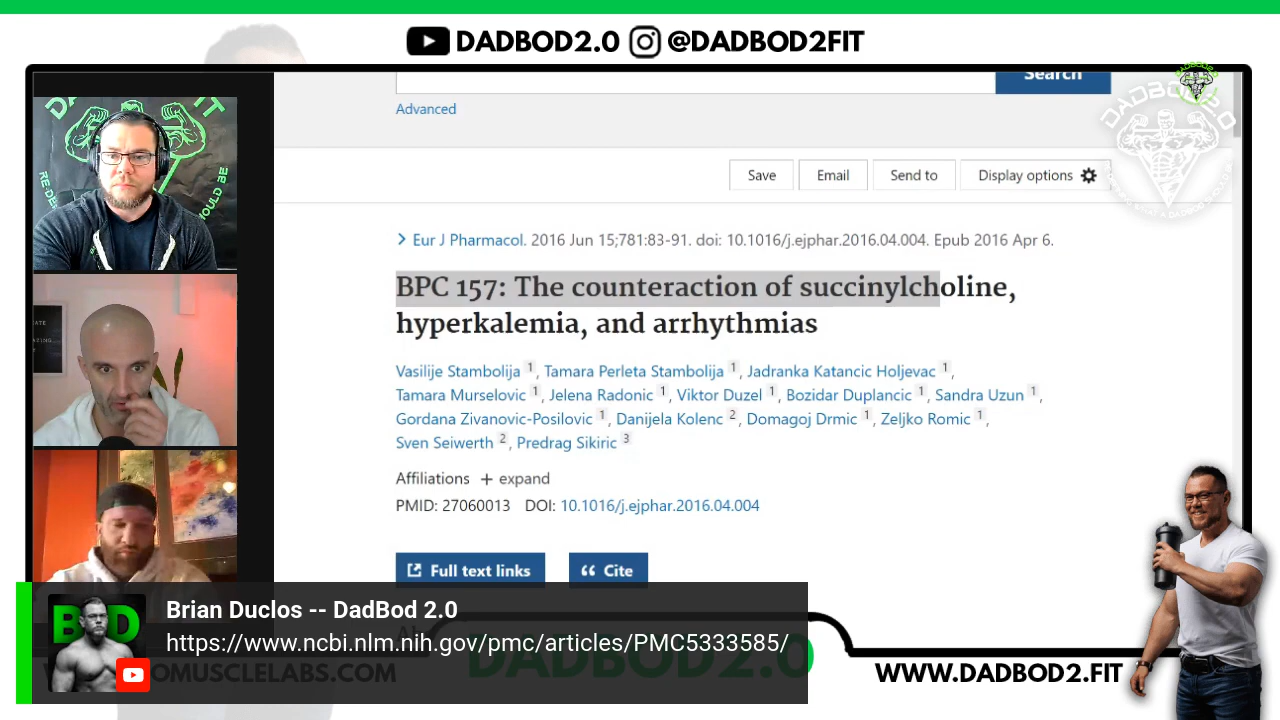 DADBOD2.0 @DADBOD2FIT
Search
Advanced
Save Email Send to Display options
Eur J Pharmacol. 2016 Jun 15;781:83-91. doi: 10.1016/j.ejphar.2016.04.004. Epub 2016 Apr 6.
BPC 157: The counteraction of succinylcholine,
hyperkalemia, and arrhythmias
Vasilije Stambolija 1, Tamara Perleta Stambolija 1, Jadranka Katancic Holjevac 1,
Tamara Murselovic 1, Jelena Radonic 1, Viktor Duzel 1, Bozidar Duplancic 1, Sandra Uzun 1,
Gordana Zivanovic-Posilovic 1, Danijela Kolenc 2, Domagoj Drmic 1, Zeljko Romic 1,
Sven Seiwerth 2, Predrag Sikiric 3
Affiliations + expand
PMID: 27060013 DOI: 10.1016/j.ejphar.2016.04.004
Full text links Cite
Brian Duclos -- DadBod 2.0
https://www.ncbi.nlm.nih.gov/pmc/articles/PMC5333585/
DADBOD2.0
WWW.DADBOD2.FIT